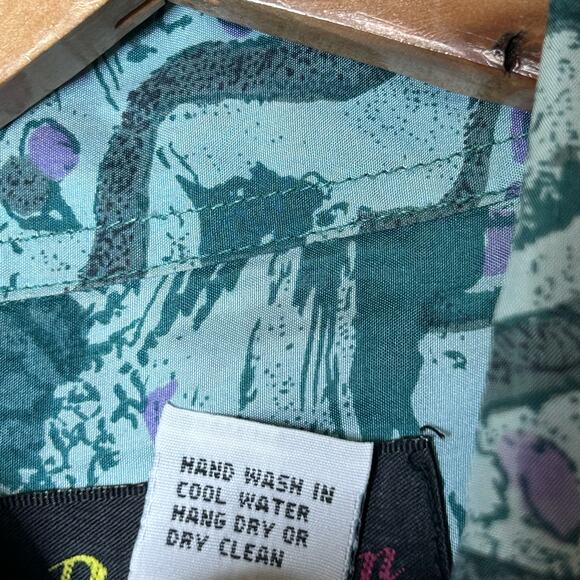 HAND WASH IN
COOL WATER
HANG DRY OR
DRY CLEAN